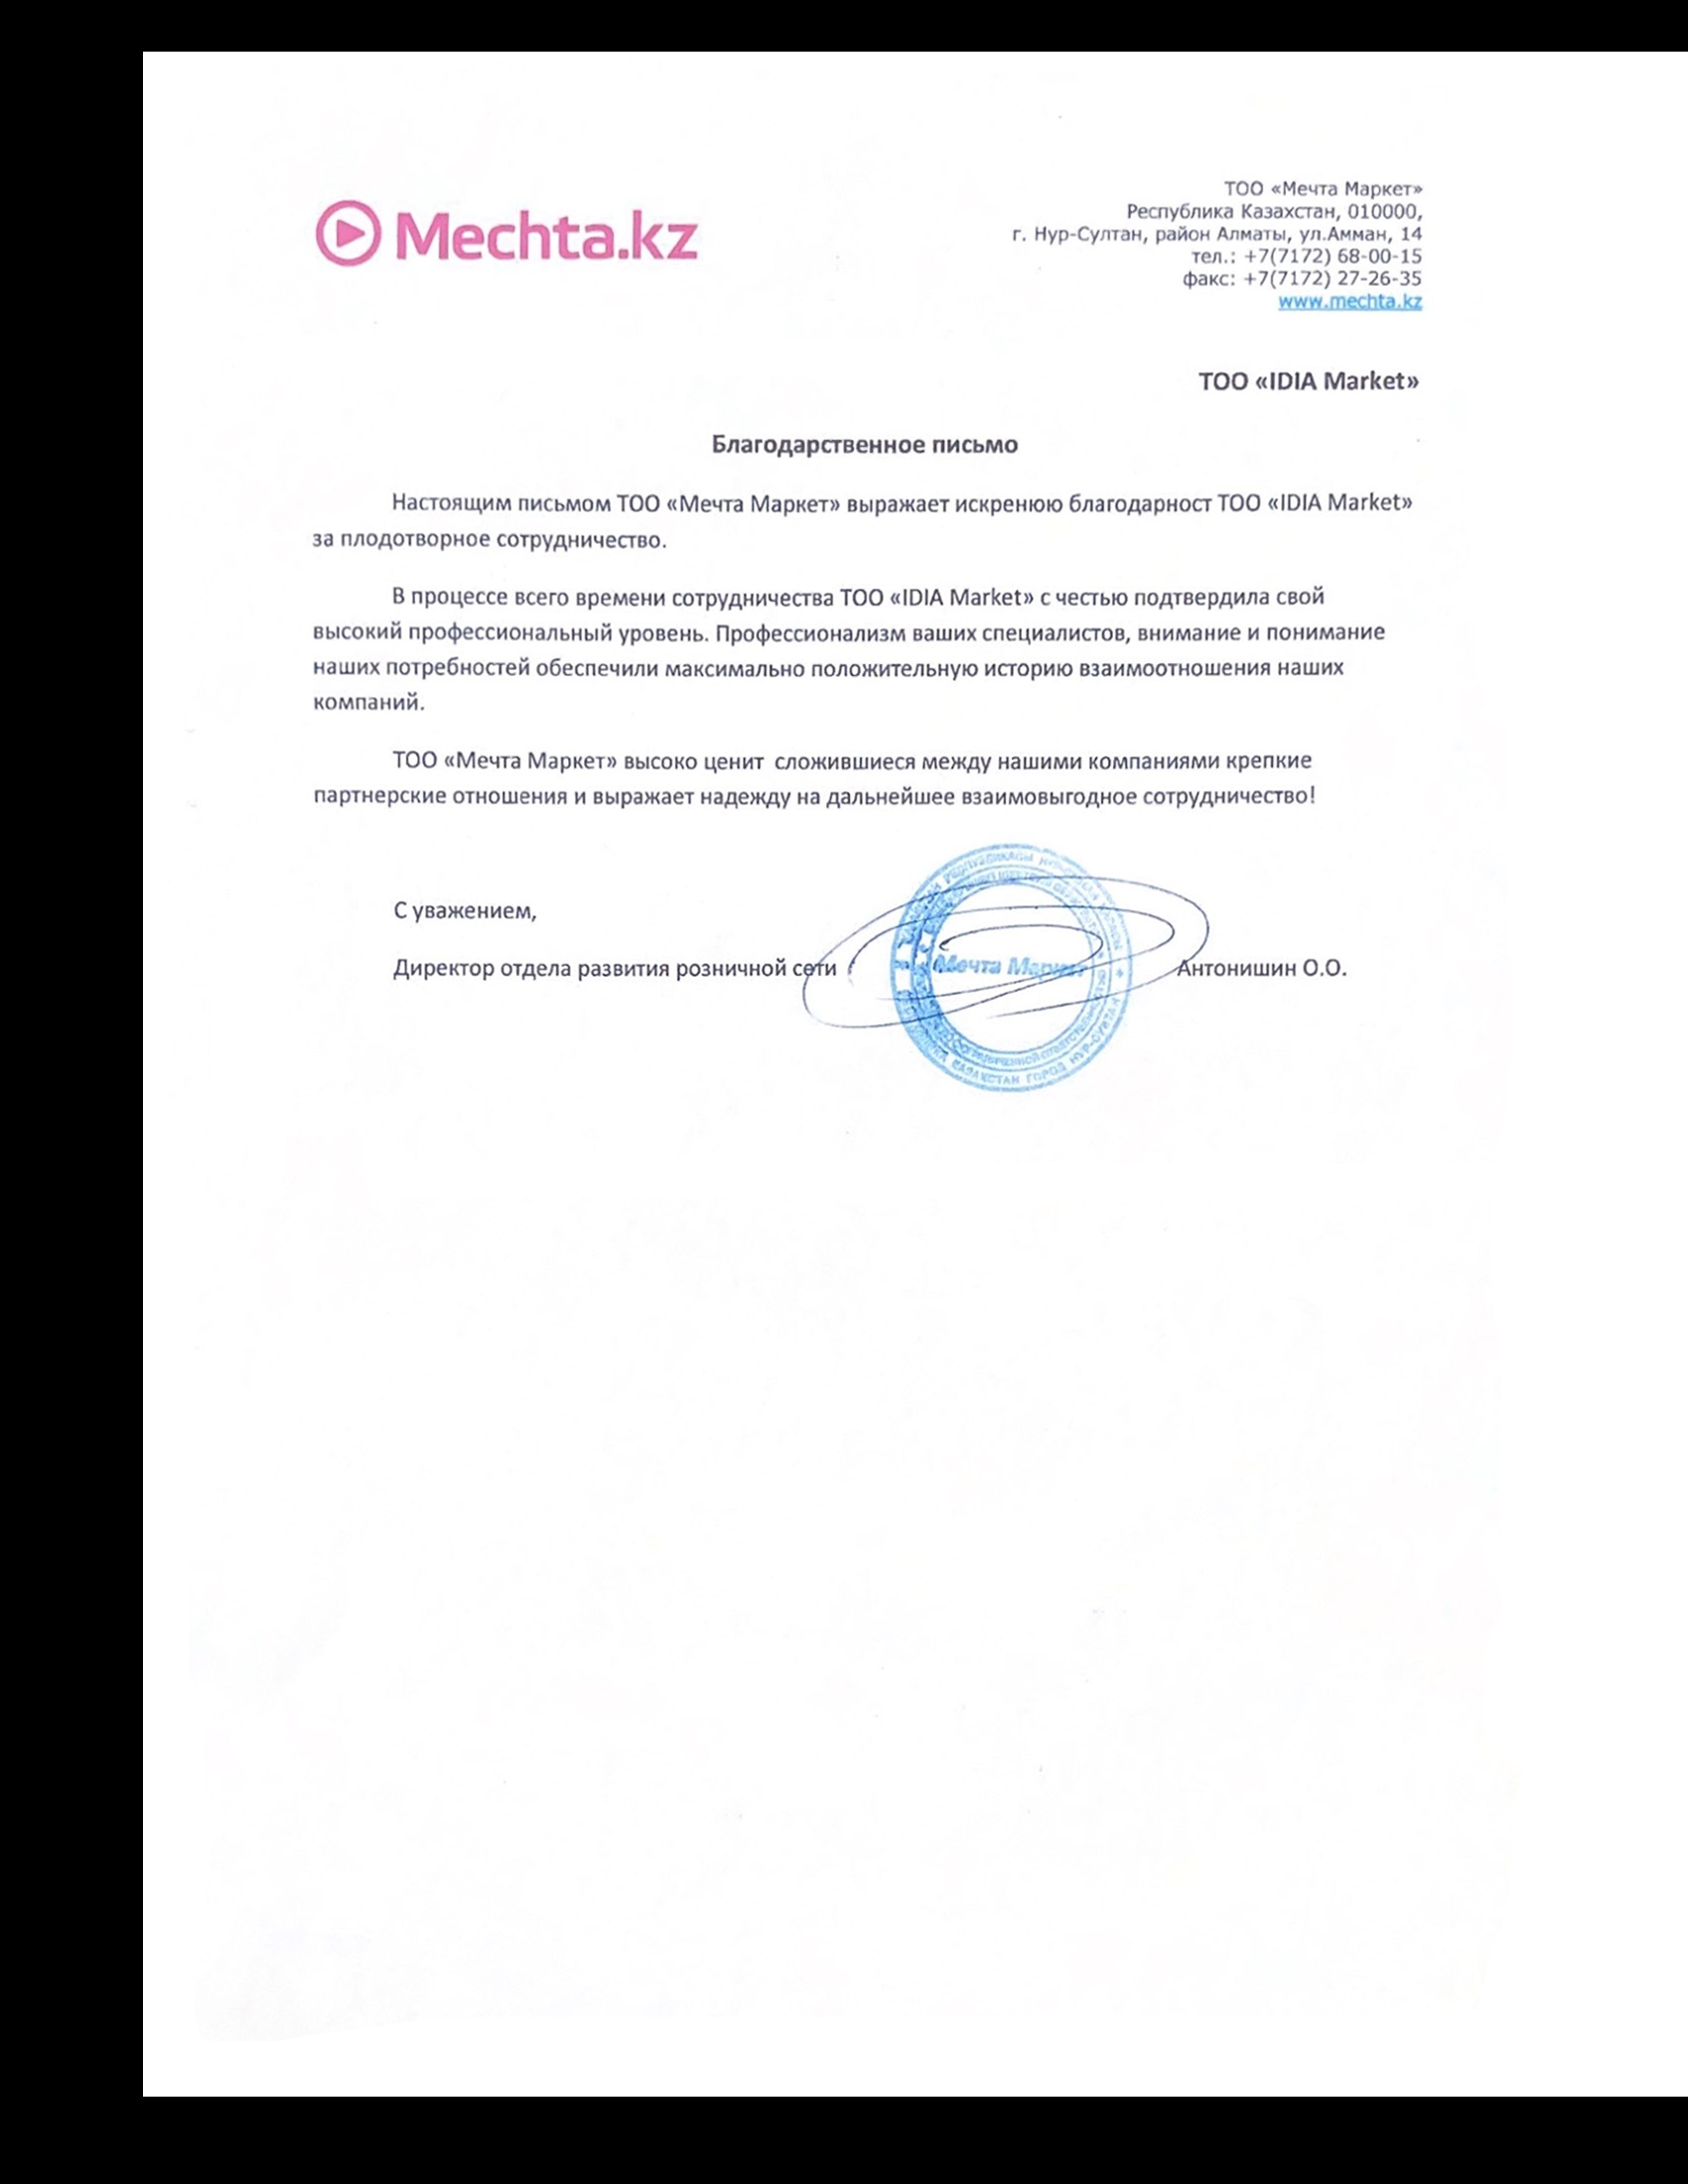 Mechta.kz
ТОО «Мечта Маркет»
Республика Казахстан, 010000,
г. Нур-Султан, район Алматы, ул.Амман, 14
тел.: +7(7172) 68-00-15
факс: +7(7172) 27-26-35
www.mechta.kz
ТОО «IDIA Market»
Благодарственное письмо
Настоящим письмом ТОО «Мечта Маркет» выражает искренюю благодарност ТОО «IDIA Market»
за плодотворное сотрудничество.
В процессе всего времени сотрудничества ТОО «IDIA Market» с честью подтвердила свой
высокий профессиональный уровень. Профессионализм ваших специалистов, внимание и понимание
наших потребностей обеспечили максимально положительную историю взаимоотношения наших
компаний.
ТОО «Мечта Маркет» высоко ценит сложившиеся между нашими компаниями крепкие
партнерские отношения и выражает надежду на дальнейшее взаимовыгодное сотрудничество!
С уважением,
Директор отдела развития розничной сети
Мечта Маркет
Антонишин О.О.
КАЗАХСТАН ГОРОД НУР-СУЛТАН